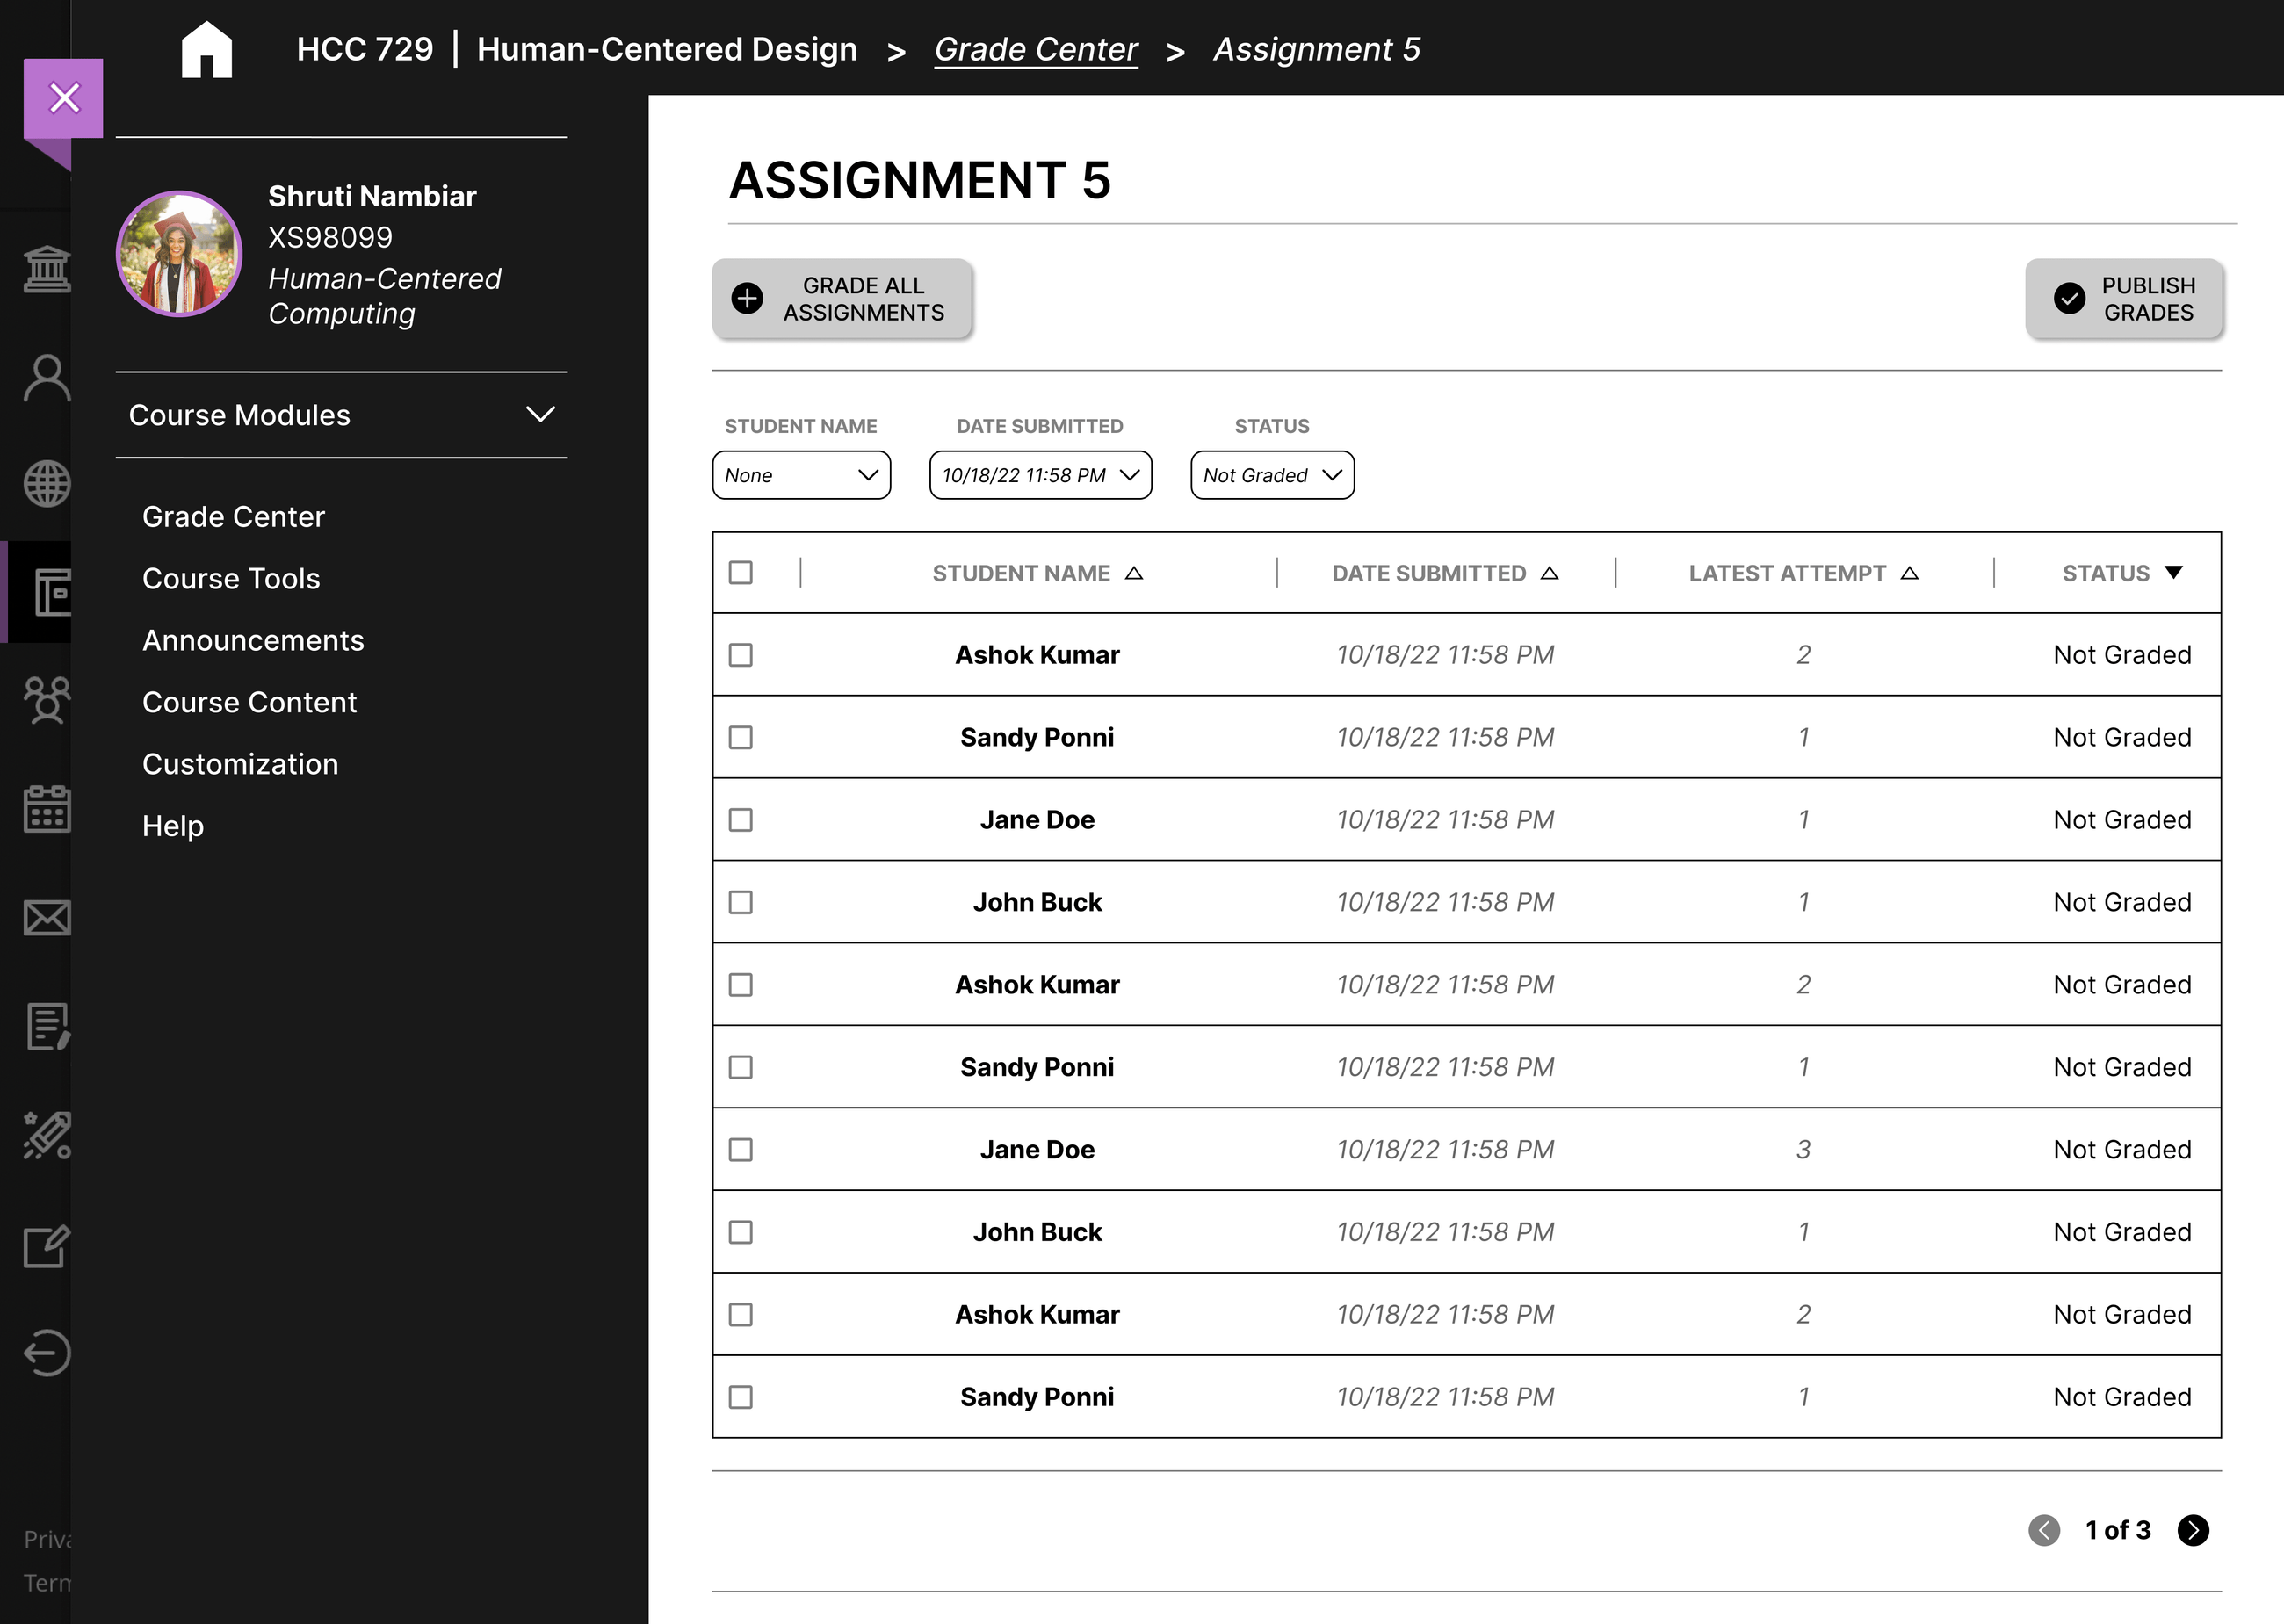 HCC 729 | Human-Centered Design > Grade Center > Assignment 5
Shruti Nambiar
XS98099
Human-Centered
Computing
Course Modules
Grade Center
Course Tools
Announcements
Course Content
Customization
Help
Priva
Term
ASSIGNMENT 5
GRADE ALL
ASSIGNMENTS
PUBLISH
GRADES
STUDENT NAME DATE SUBMITTED STATUS
None 10/18/22 11:58 PM Not Graded
STUDENT NAME DATE SUBMITTED LATEST ATTEMPT STATUS
Ashok Kumar 10/18/22 11:58 PM 2 Not Graded
Sandy Ponni 10/18/22 11:58 PM 1 Not Graded
Jane Doe 10/18/22 11:58 PM 1 Not Graded
John Buck 10/18/22 11:58 PM 1 Not Graded
Ashok Kumar 10/18/22 11:58 PM 2 Not Graded
Sandy Ponni 10/18/22 11:58 PM 1 Not Graded
Jane Doe 10/18/22 11:58 PM 3 Not Graded
John Buck 10/18/22 11:58 PM 1 Not Graded
Ashok Kumar 10/18/22 11:58 PM 2 Not Graded
Sandy Ponni 10/18/22 11:58 PM 1 Not Graded
1 of 3